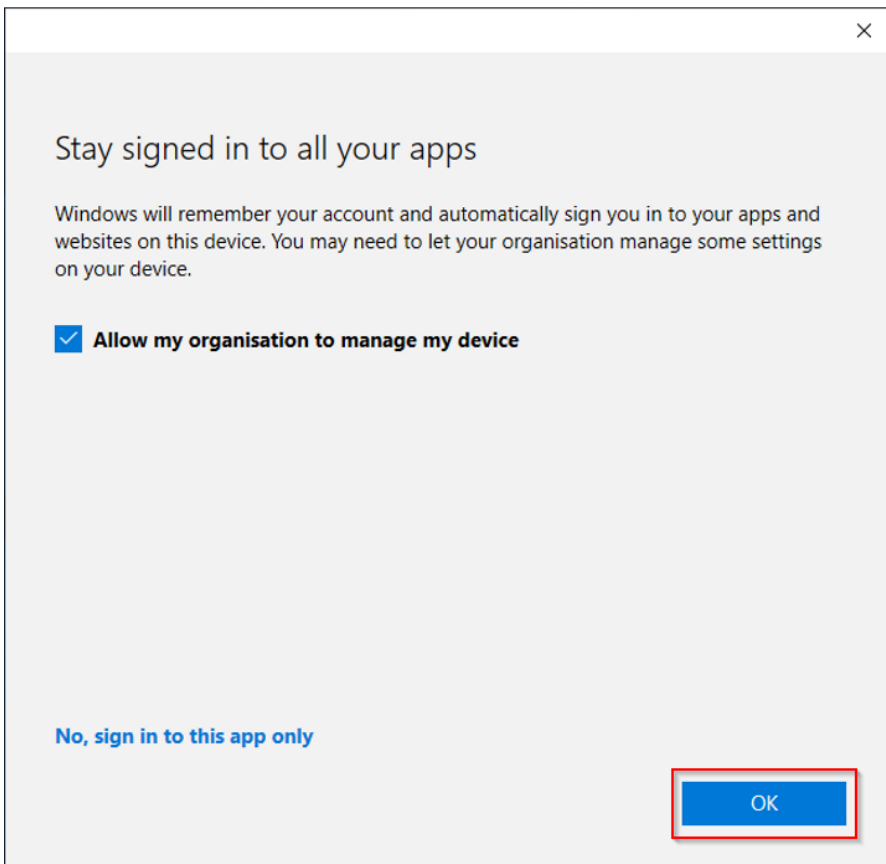 Stay signed in to all your apps
Windows will remember your account and automatically sign you in to your apps and
websites on this device. You may need to let your organisation manage some settings
on your device.
Allow my organisation to manage my device
No, sign in to this app only
OK